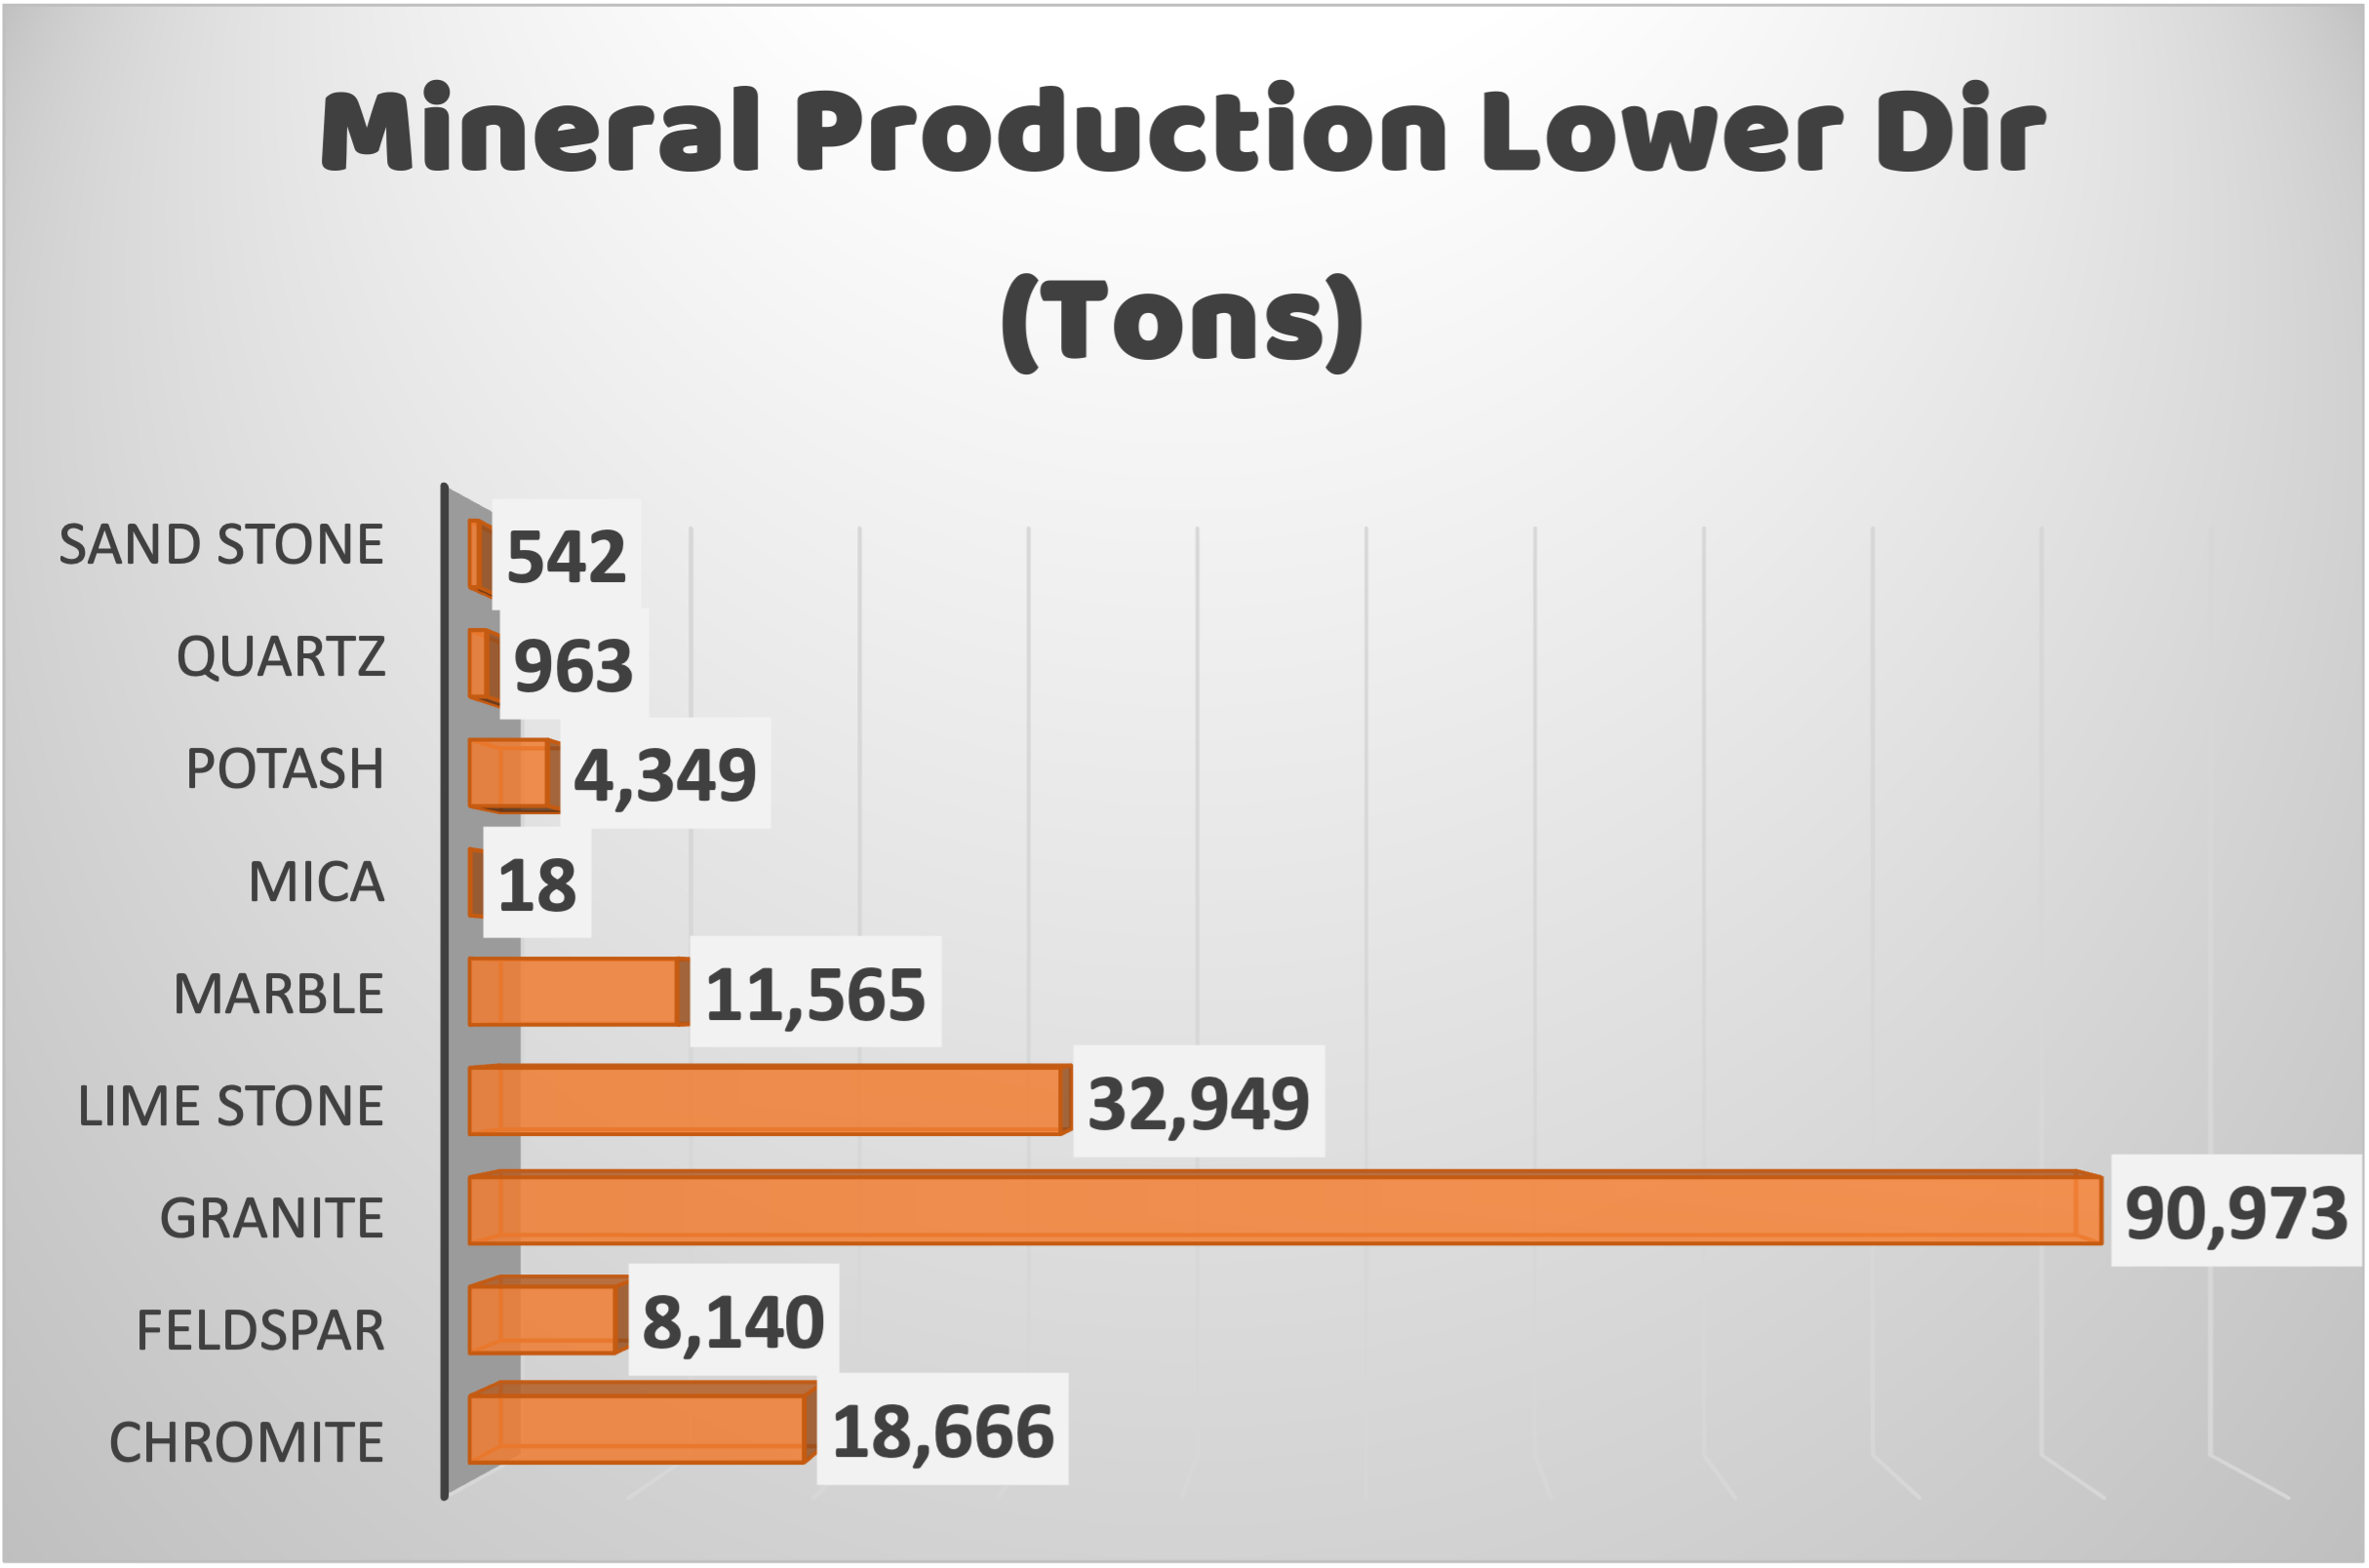 Mineral Production Lower Dir
(Tons)
SAND STONE 542
QUARTZ 963
POTASH 4,349
MICA 18
MARBLE 11,565
LIME STONE 32,949
GRANITE 90,973
FELDSPAR 8,140
CHROMITE 18,666